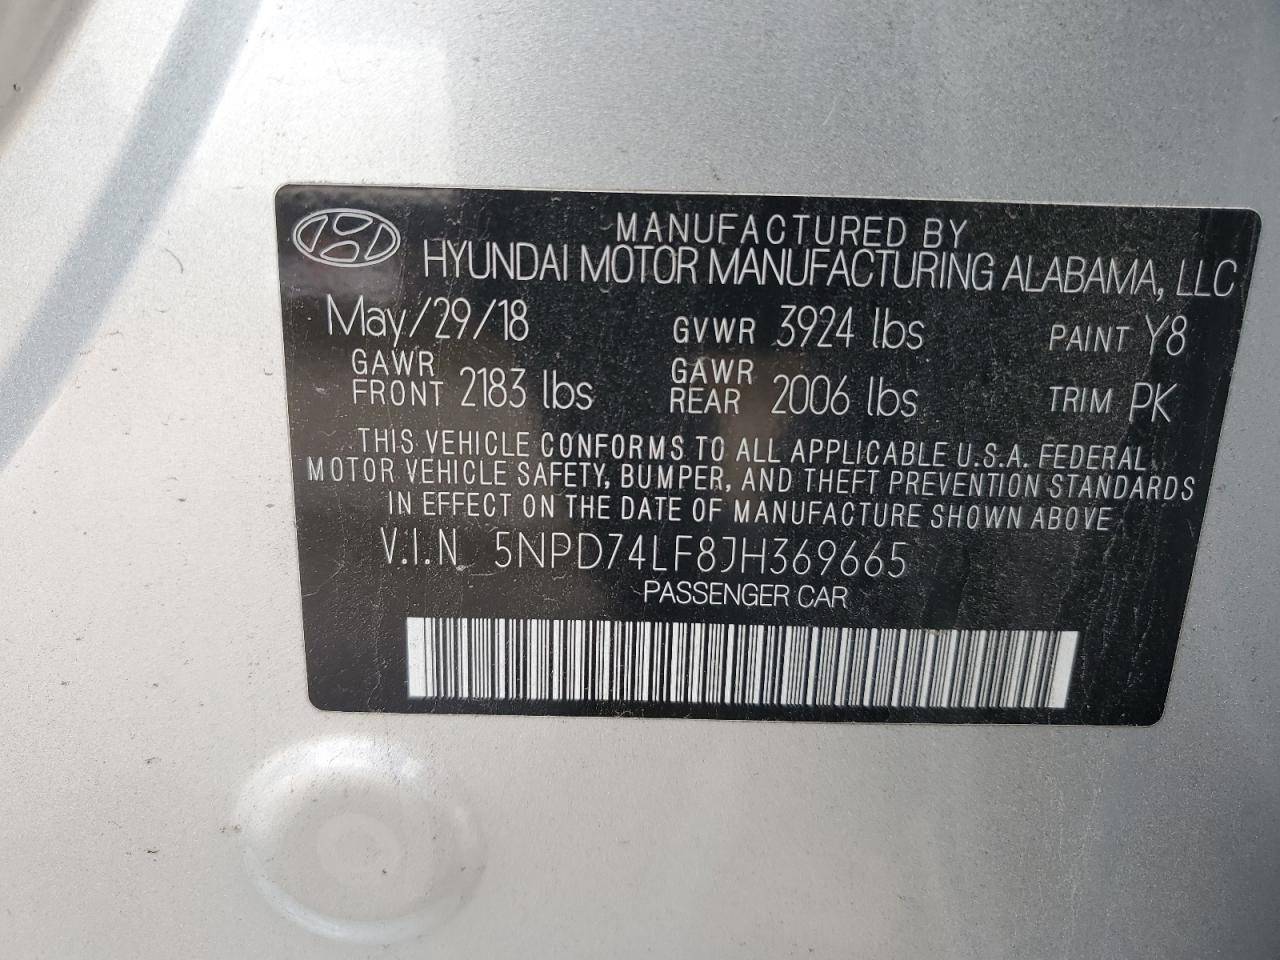 MANUFACTURED BY
HYUNDAI MOTOR MANUFACTURING ALABAMA, LLC
May/29/18 GVWR 3924 lbs PAINT Y8
GAWR FRONT 2183 lbs GAWR REAR 2006 lbs TRIM PK
THIS VEHICLE CONFORMS TO ALL APPLICABLE U.S.A. FEDERAL
MOTOR VEHICLE SAFETY, BUMPER, AND THEFT PREVENTION STANDARDS
IN EFFECT ON THE DATE OF MANUFACTURE SHOWN ABOVE
V.I.N. 5NPD74LF8JH369665
PASSENGER CAR